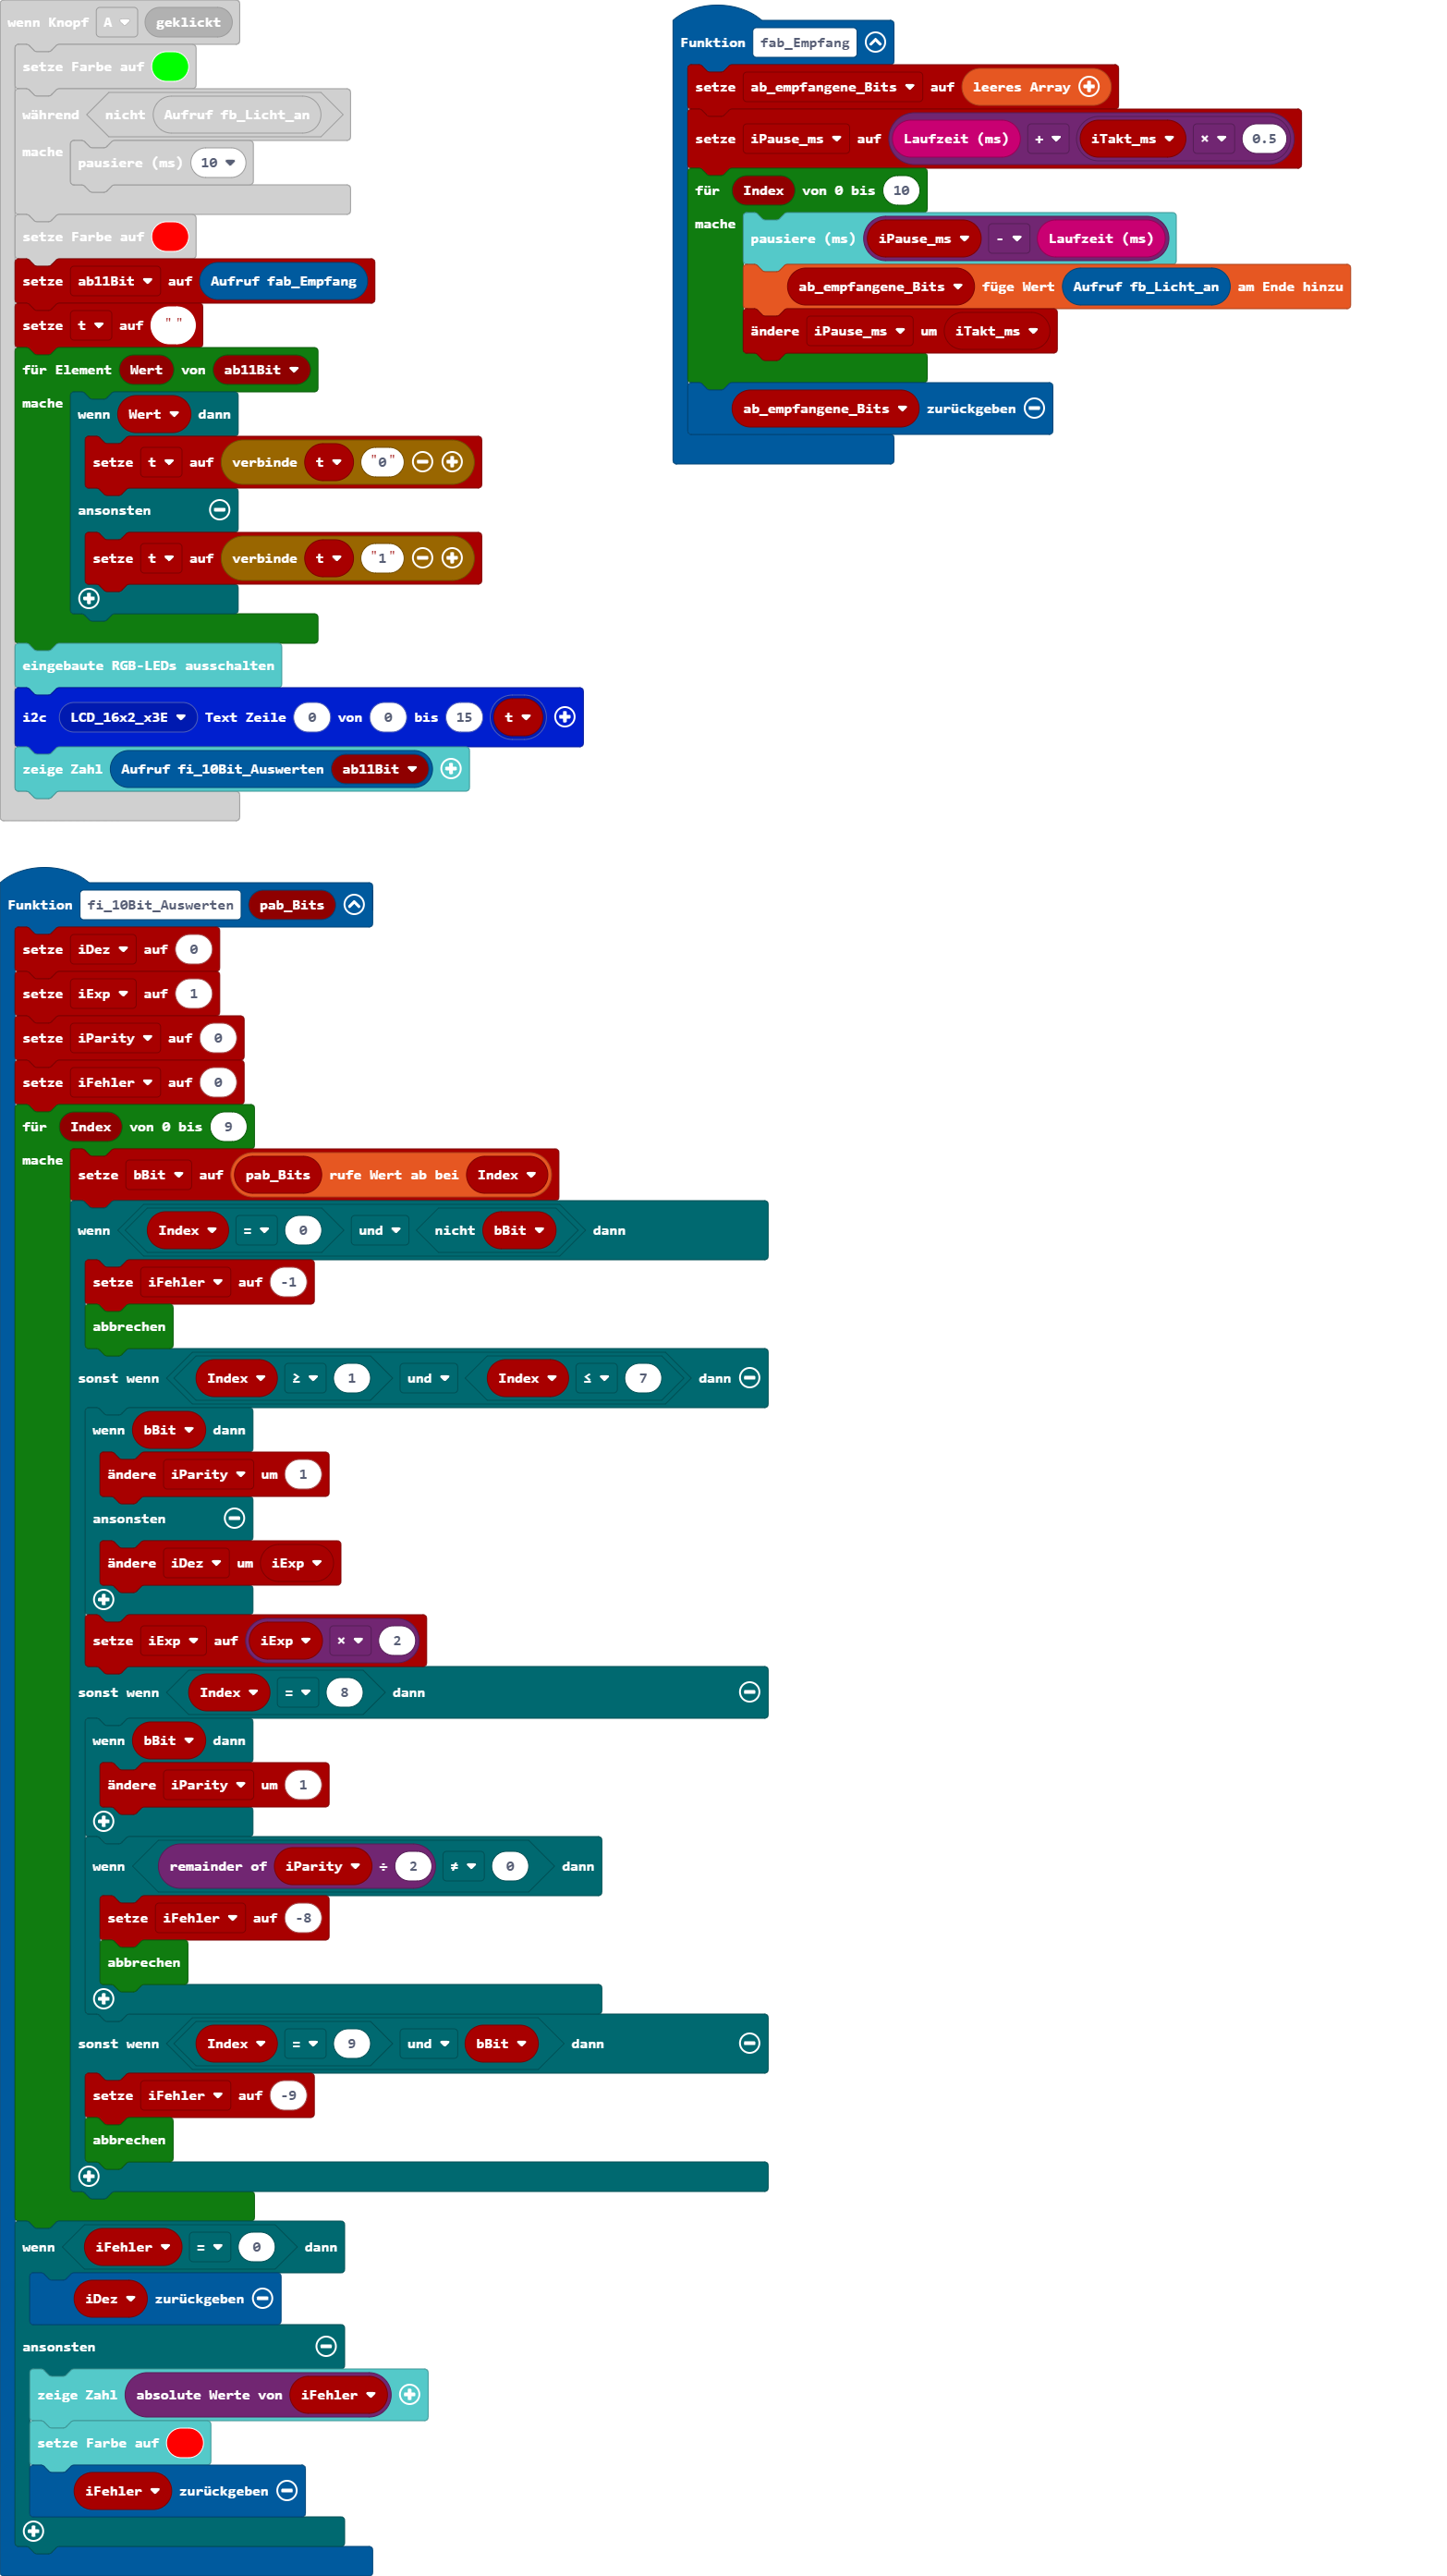 wenn Knopf A geklickt
setze Farbe auf
während nicht Aufruf fb_Licht_an
mache pausiere (ms) 10
setze Farbe auf
setze ab11Bit auf Aufruf fab_Empfang
setze t auf " "
für Element Wert von ab11Bit
mache wenn Wert dann
setze t auf verbinde t "0"
ansonsten
setze t auf verbinde t "1"
eingebaute RGB-LEDs ausschalten
i2c LCD_16x2_x3E Text Zeile 0 von 0 bis 15 t
zeige Zahl Aufruf fi_10Bit_Auswerten ab11Bit
Funktion fab_Empfang
setze ab_empfangene_Bits auf leeres Array
setze iPause_ms auf Laufzeit (ms) + iTakt_ms × 0.5
für Index von 0 bis 10
mache pausiere (ms) iPause_ms - Laufzeit (ms)
ab_empfangene_Bits füge Wert Aufruf fb_Licht_an am Ende hinzu
ändere iPause_ms um iTakt_ms
ab_empfangene_Bits zurückgeben
Funktion fi_10Bit_Auswerten pab_Bits
setze iDez auf 0
setze iExp auf 1
setze iParity auf 0
setze iFehler auf 0
für Index von 0 bis 9
mache setze bBit auf pab_Bits rufe Wert ab bei Index
wenn Index = 0 und nicht bBit dann
setze iFehler auf -1
abbrechen
sonst wenn Index ≥ 1 und Index ≤ 7 dann
wenn bBit dann
ändere iParity um 1
ansonsten
ändere iDez um iExp
setze iExp auf iExp × 2
sonst wenn Index = 8 dann
wenn bBit dann
ändere iParity um 1
wenn remainder of iParity ÷ 2 ≠ 0 dann
setze iFehler auf -8
abbrechen
sonst wenn Index = 9 und bBit dann
setze iFehler auf -9
abbrechen
wenn iFehler = 0 dann
iDez zurückgeben
ansonsten
zeige Zahl absolute Werte von iFehler
setze Farbe auf
iFehler zurückgeben